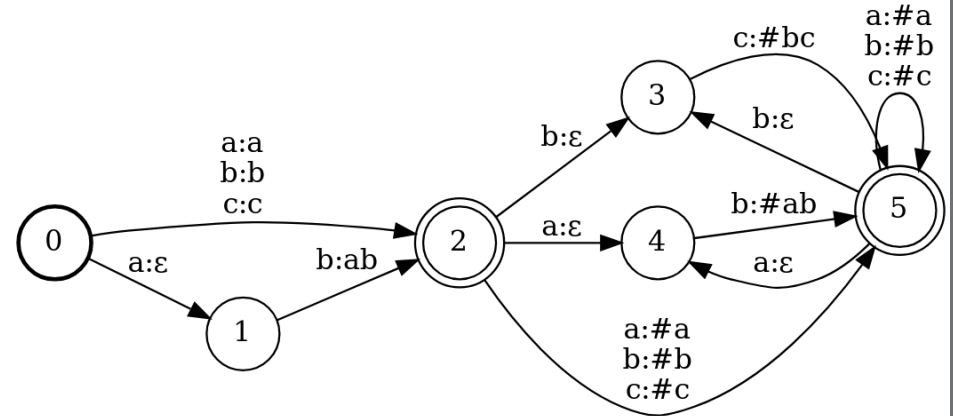 a:#a
b:#b
c:#c
c:#bc
3
b:ε
b:ε
a:a
b:b
c:c
5
b:#ab
0
2
a:ε
4
b:ab
a:ε
a:ε
1
a:#a
b:#b
c:#c